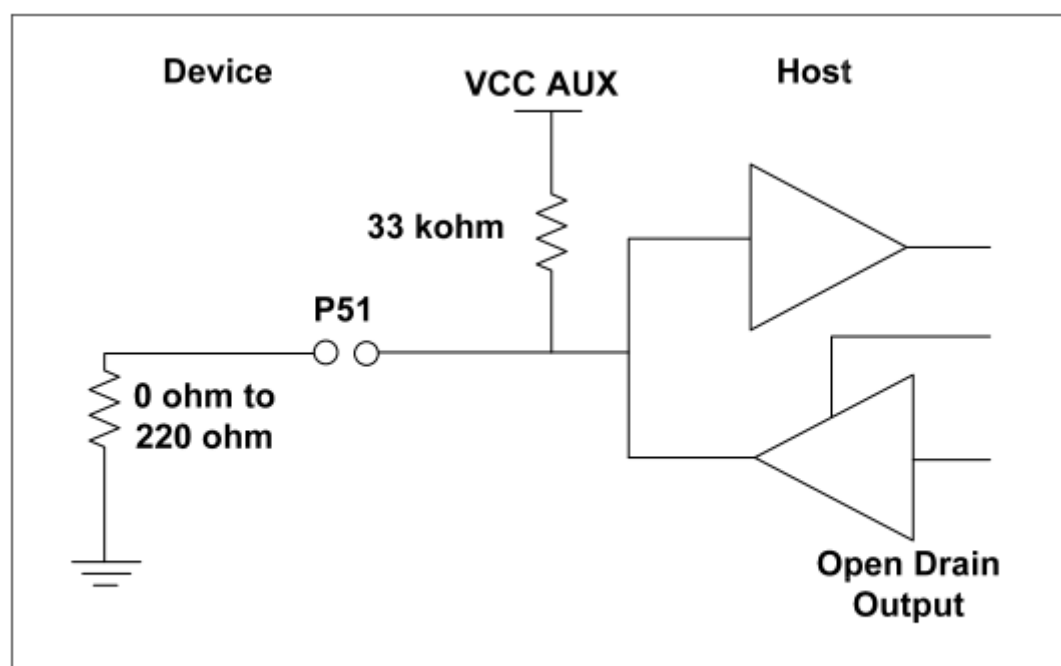 Device
Host
VCC AUX
33 kohm
P51
0 ohm to
220 ohm
Open Drain
Output